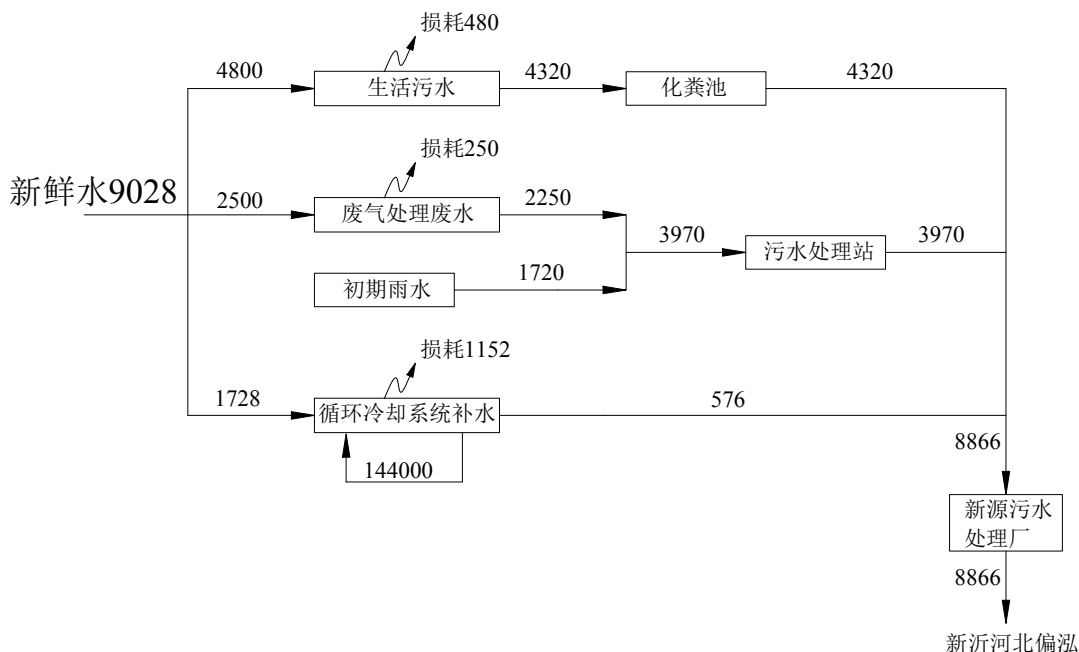 损耗480
4800
生活污水
4320
化粪池
4320
损耗250
新鲜水9028
2500
废气处理废水
2250
3970
污水处理站
3970
初期雨水
1720
损耗1152
1728
循环冷却系统补水
576
144000
8866
新源污水
处理厂
8866
新沂河北偏泓